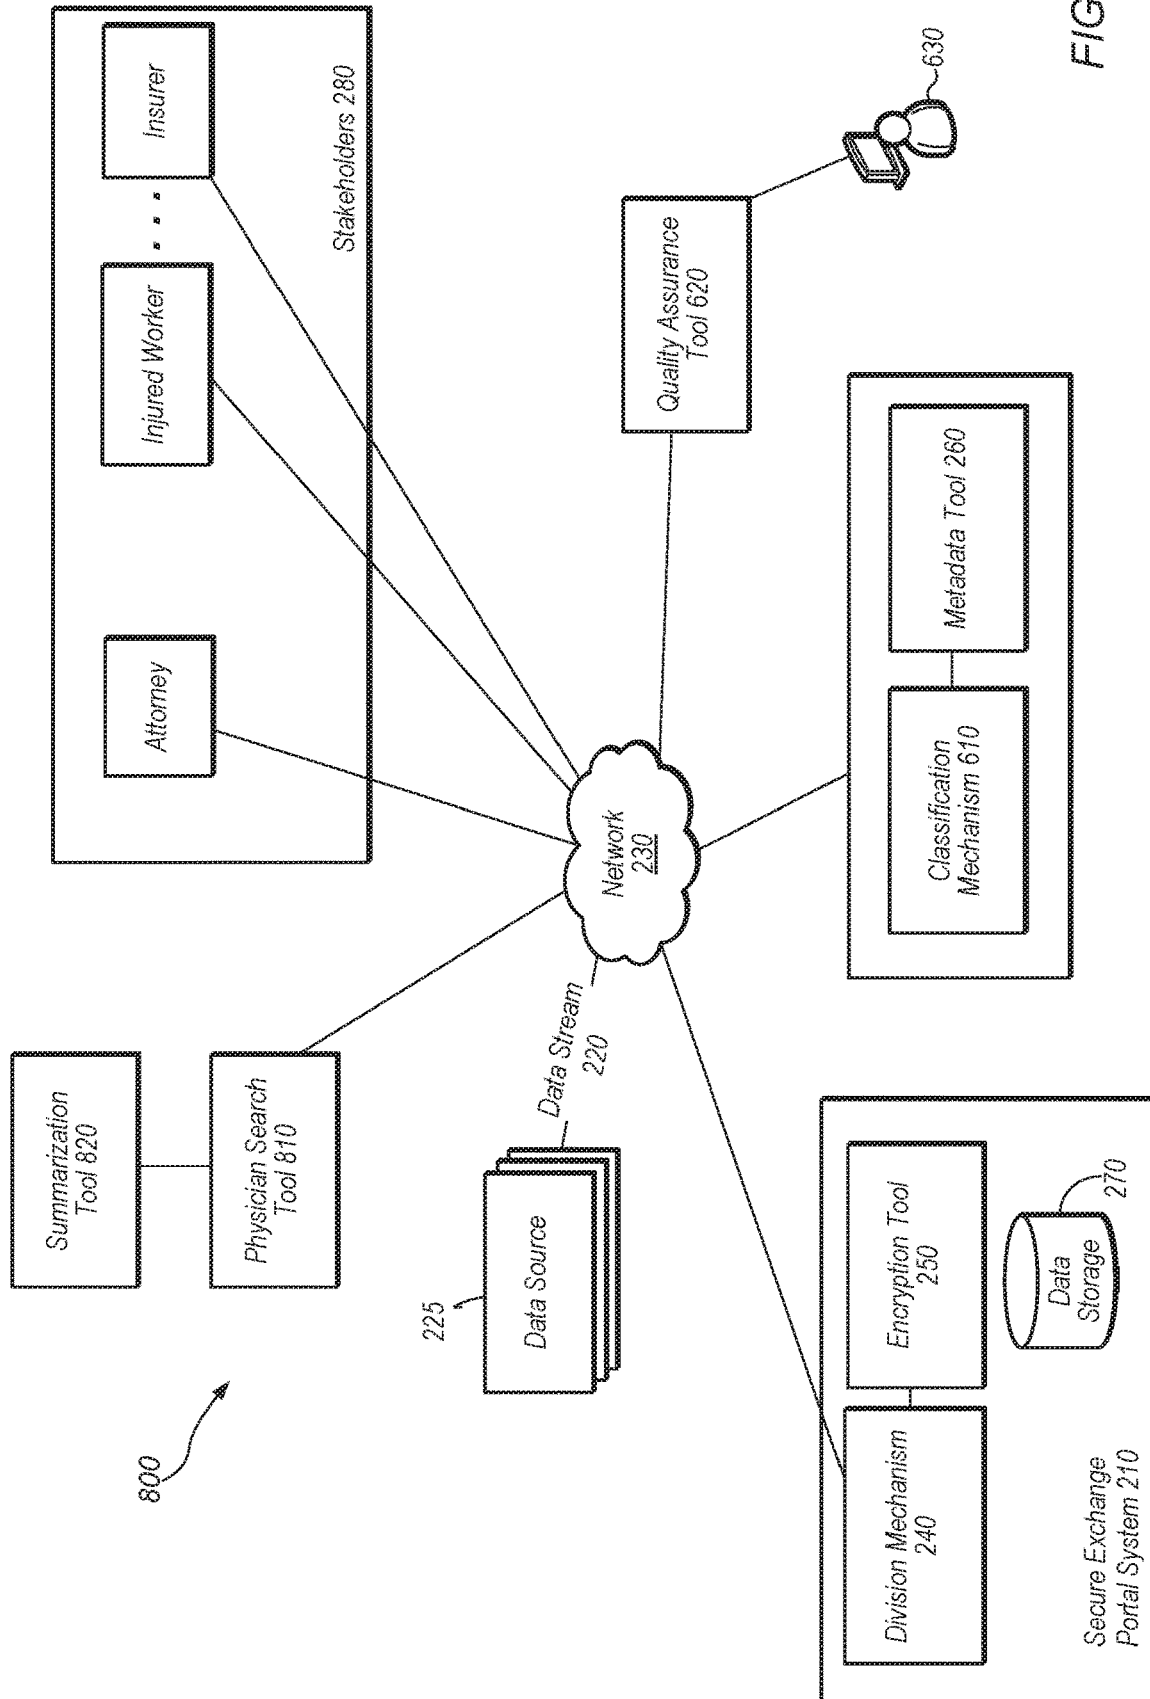 800
Summarization
Tool 820
Physician Search
Tool 810
Attorney
Injured Worker
. . .
Insurer
Stakeholders 280
225
Data Source
Data Stream
220
Network
230
Quality Assurance
Tool 620
630
Division Mechanism
240
Encryption Tool
250
Data
Storage
270
Secure Exchange
Portal System 210
Classification
Mechanism 610
Metadata Tool 260
FIG